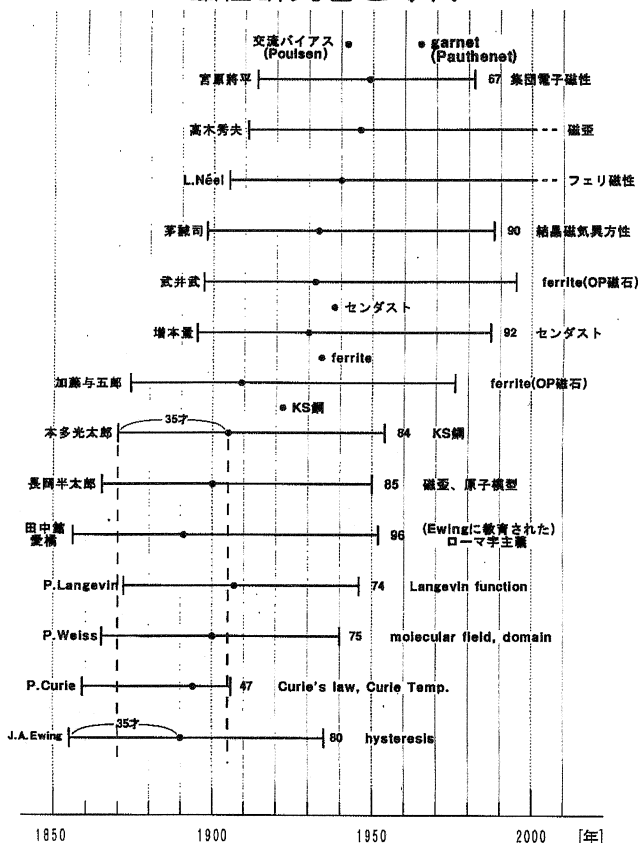 交流バイアス
(Poulsen)
garnet
(Pauthenet)
宮原將平 67 集団電子磁性
高木秀夫 磁歪
L.Néel フェリ磁性
茅誠司 90 結晶磁気異方性
武井武 ferrite(OP磁石)
センダスト
増本量 92 センダスト
ferrite
加藤与五郎 ferrite(OP磁石)
KS鋼
35才
本多光太郎 84 KS鋼
長岡半太郎 85 磁歪、原子模型
田中館
愛橘 96 (Ewingに教育された)
ローマ字主義
P.Langevin 74 Langevin function
P.Weiss 75 molecular field, domain
P.Curie 47 Curie's law, Curie Temp.
35才
J.A.Ewing 80 hysteresis
1850 1900 1950 2000 [年]